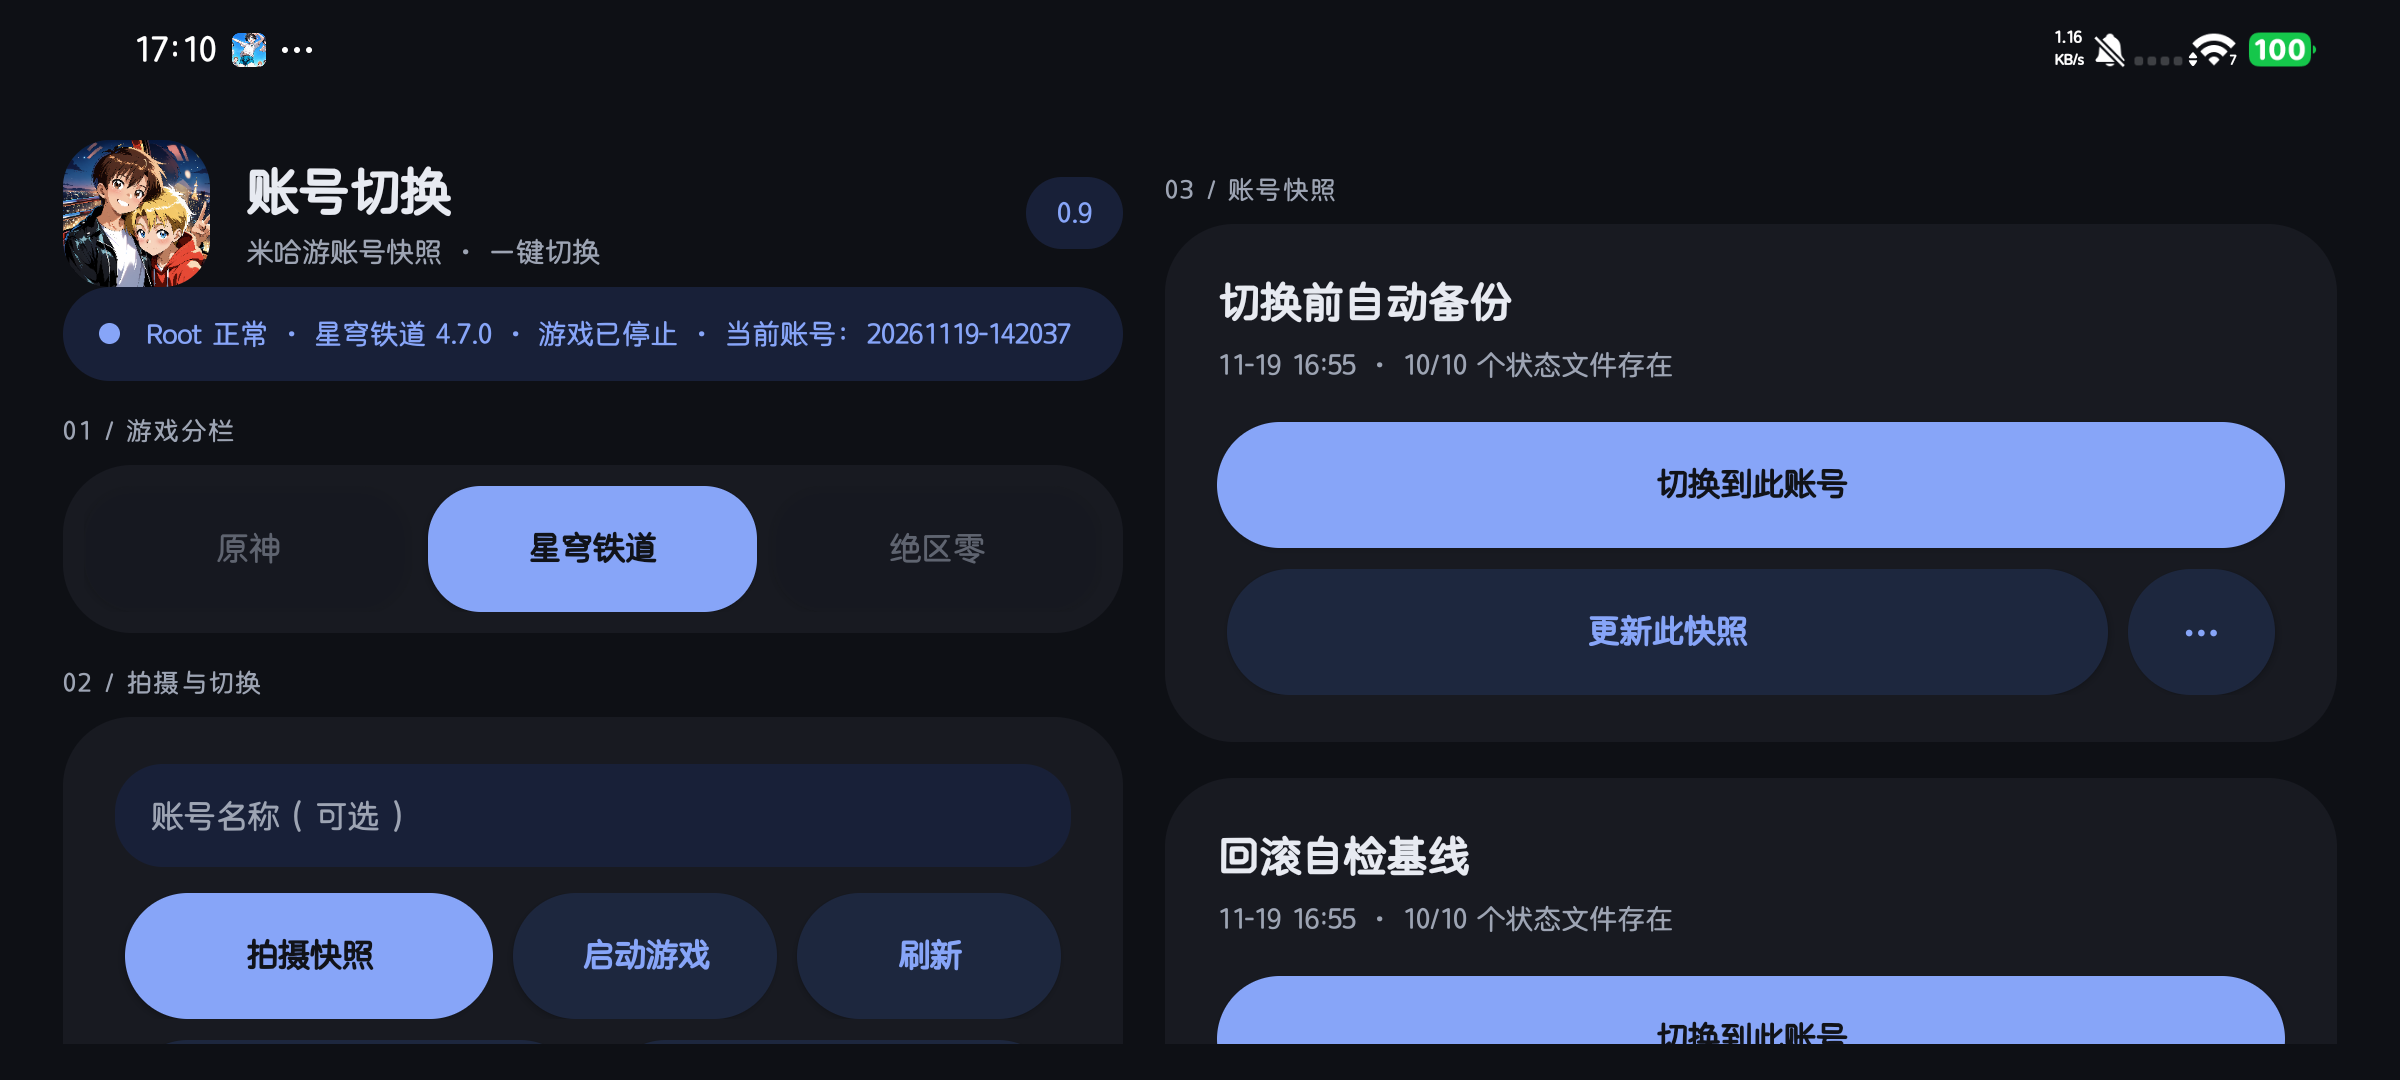 17:10
1.16
KB/s
7
100
账号切换
米哈游账号快照 · 一键切换
0.9
Root 正常 · 星穹铁道 4.7.0 · 游戏已停止 · 当前账号： 20261119-142037
01 / 游戏分栏
原神
星穹铁道
绝区零
02 / 拍摄与切换
账号名称（可选）
拍摄快照
启动游戏
刷新
03 / 账号快照
切换前自动备份
11-19 16:55 · 10/10 个状态文件存在
切换到此账号
更新此快照
...
回滚自检基线
11-19 16:55 · 10/10 个状态文件存在
切换到此账号